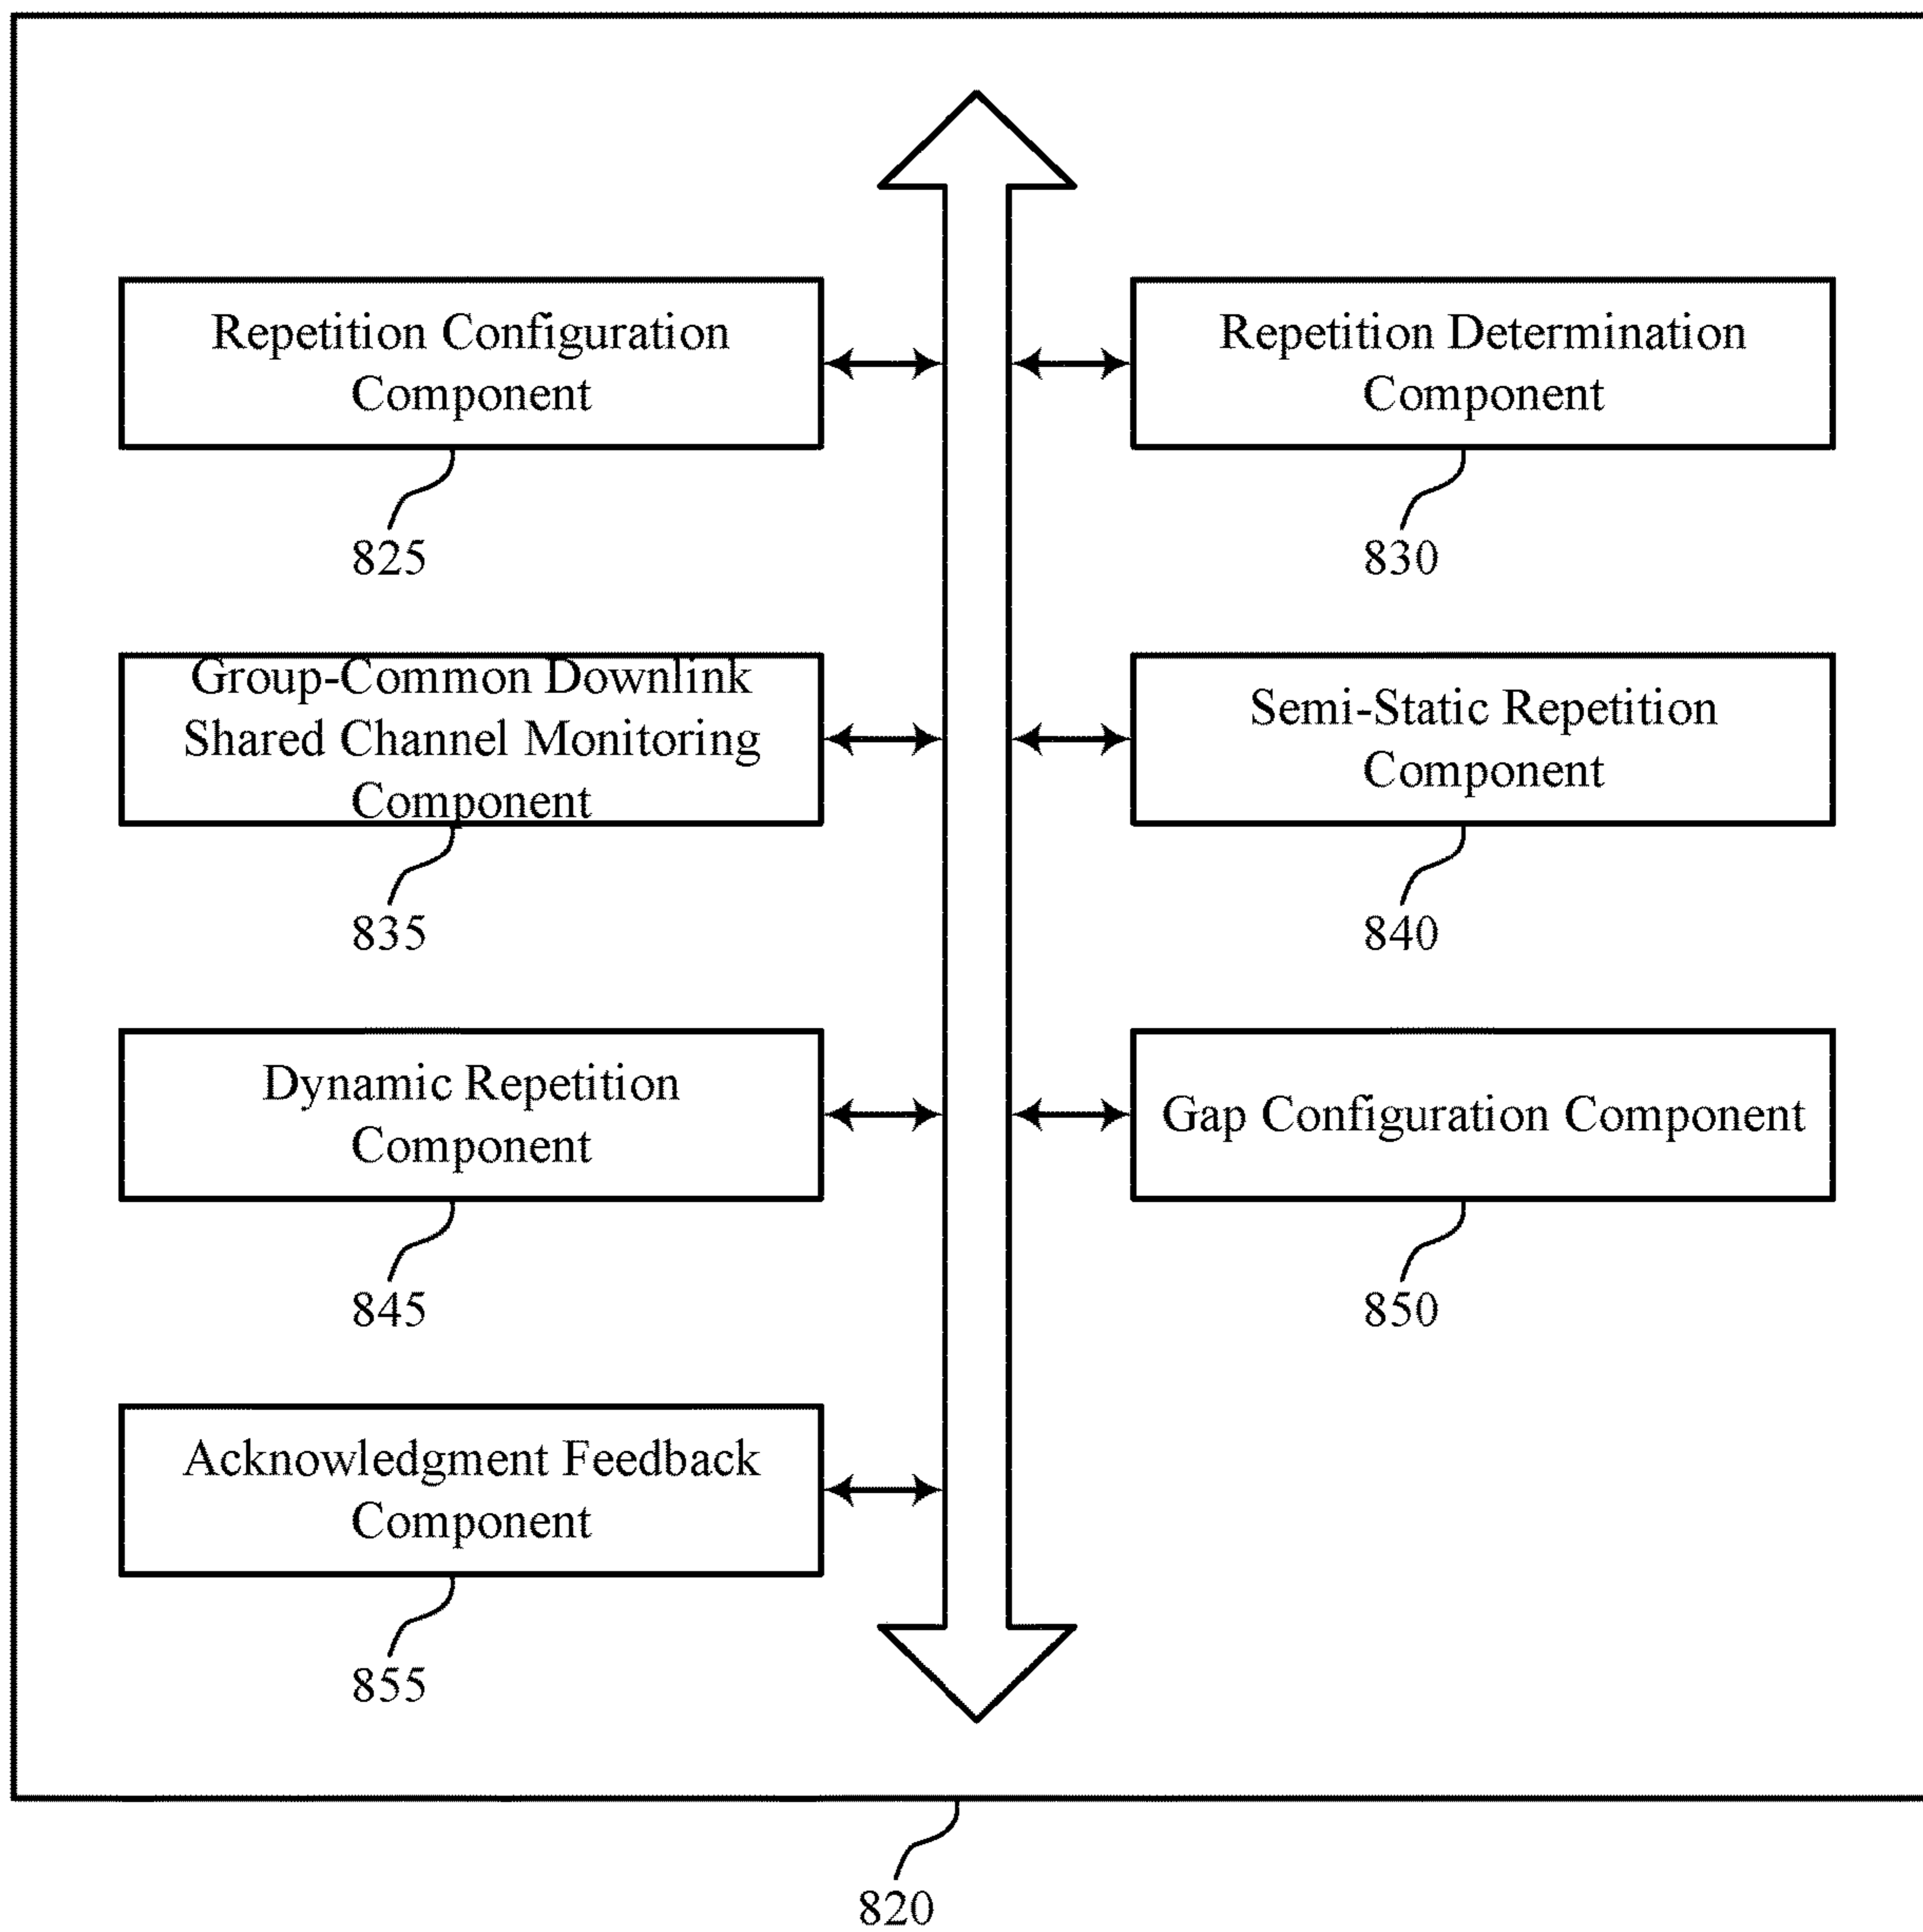 Repetition Configuration
Component
825
Repetition Determination
Component
830
Group-Common Downlink
Shared Channel Monitoring
Component
835
Semi-Static Repetition
Component
840
Dynamic Repetition
Component
845
Gap Configuration Component
850
Acknowledgment Feedback
Component
855
820